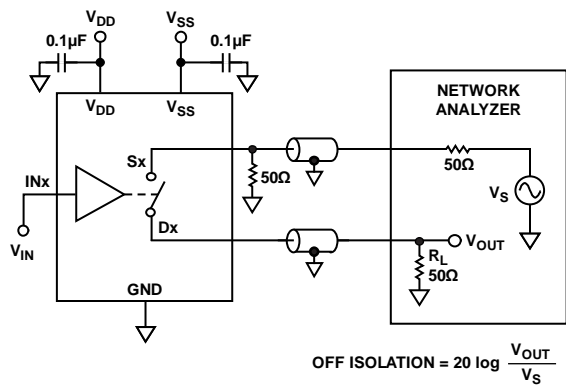 VDD
VSS
0.1µF
0.1µF
VDD
VSS
NETWORK
ANALYZER
Sx
50Ω
50Ω
INx
VS
Dx
VOUT
VIN
RL
50Ω
GND
OFF ISOLATION = 20 log VOUT
VS